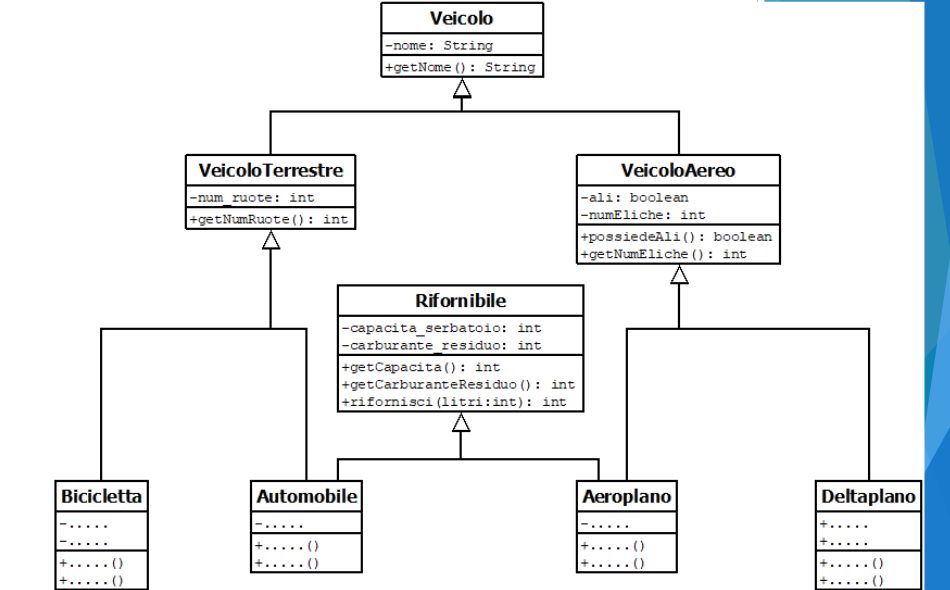 Veicolo
-nome: String
+getNome(): String
VeicoloTerrestre
-num_ruote: int
+getNumRuote(): int
VeicoloAereo
-ali: boolean
-numEliche: int
+possiedeAli(): boolean
+getNumEliche(): int
Rifornibile
-capacita_serbatoio: int
-carburante_residuo: int
+getCapacita(): int
+getCarburanteResiduo(): int
+rifornisci(litri:int): int
Bicicletta
-.....
-.....
+.....()
+.....()
Automobile
-.....
+.....()
+.....()
Aeroplano
-.....
+.....()
+.....()
Deltaplano
+.....
+.....
+.....()
+.....()